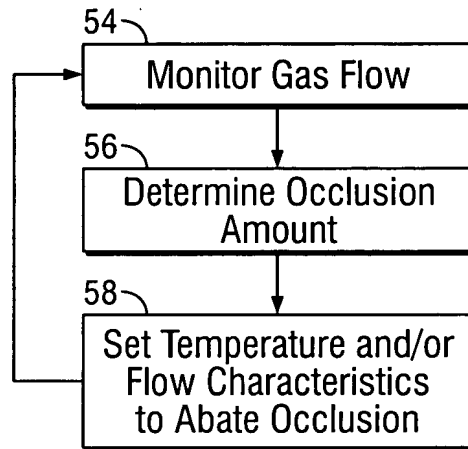 54
Monitor Gas Flow
56
Determine Occlusion
Amount
58
Set Temperature and/or
Flow Characteristics
to Abate Occlusion